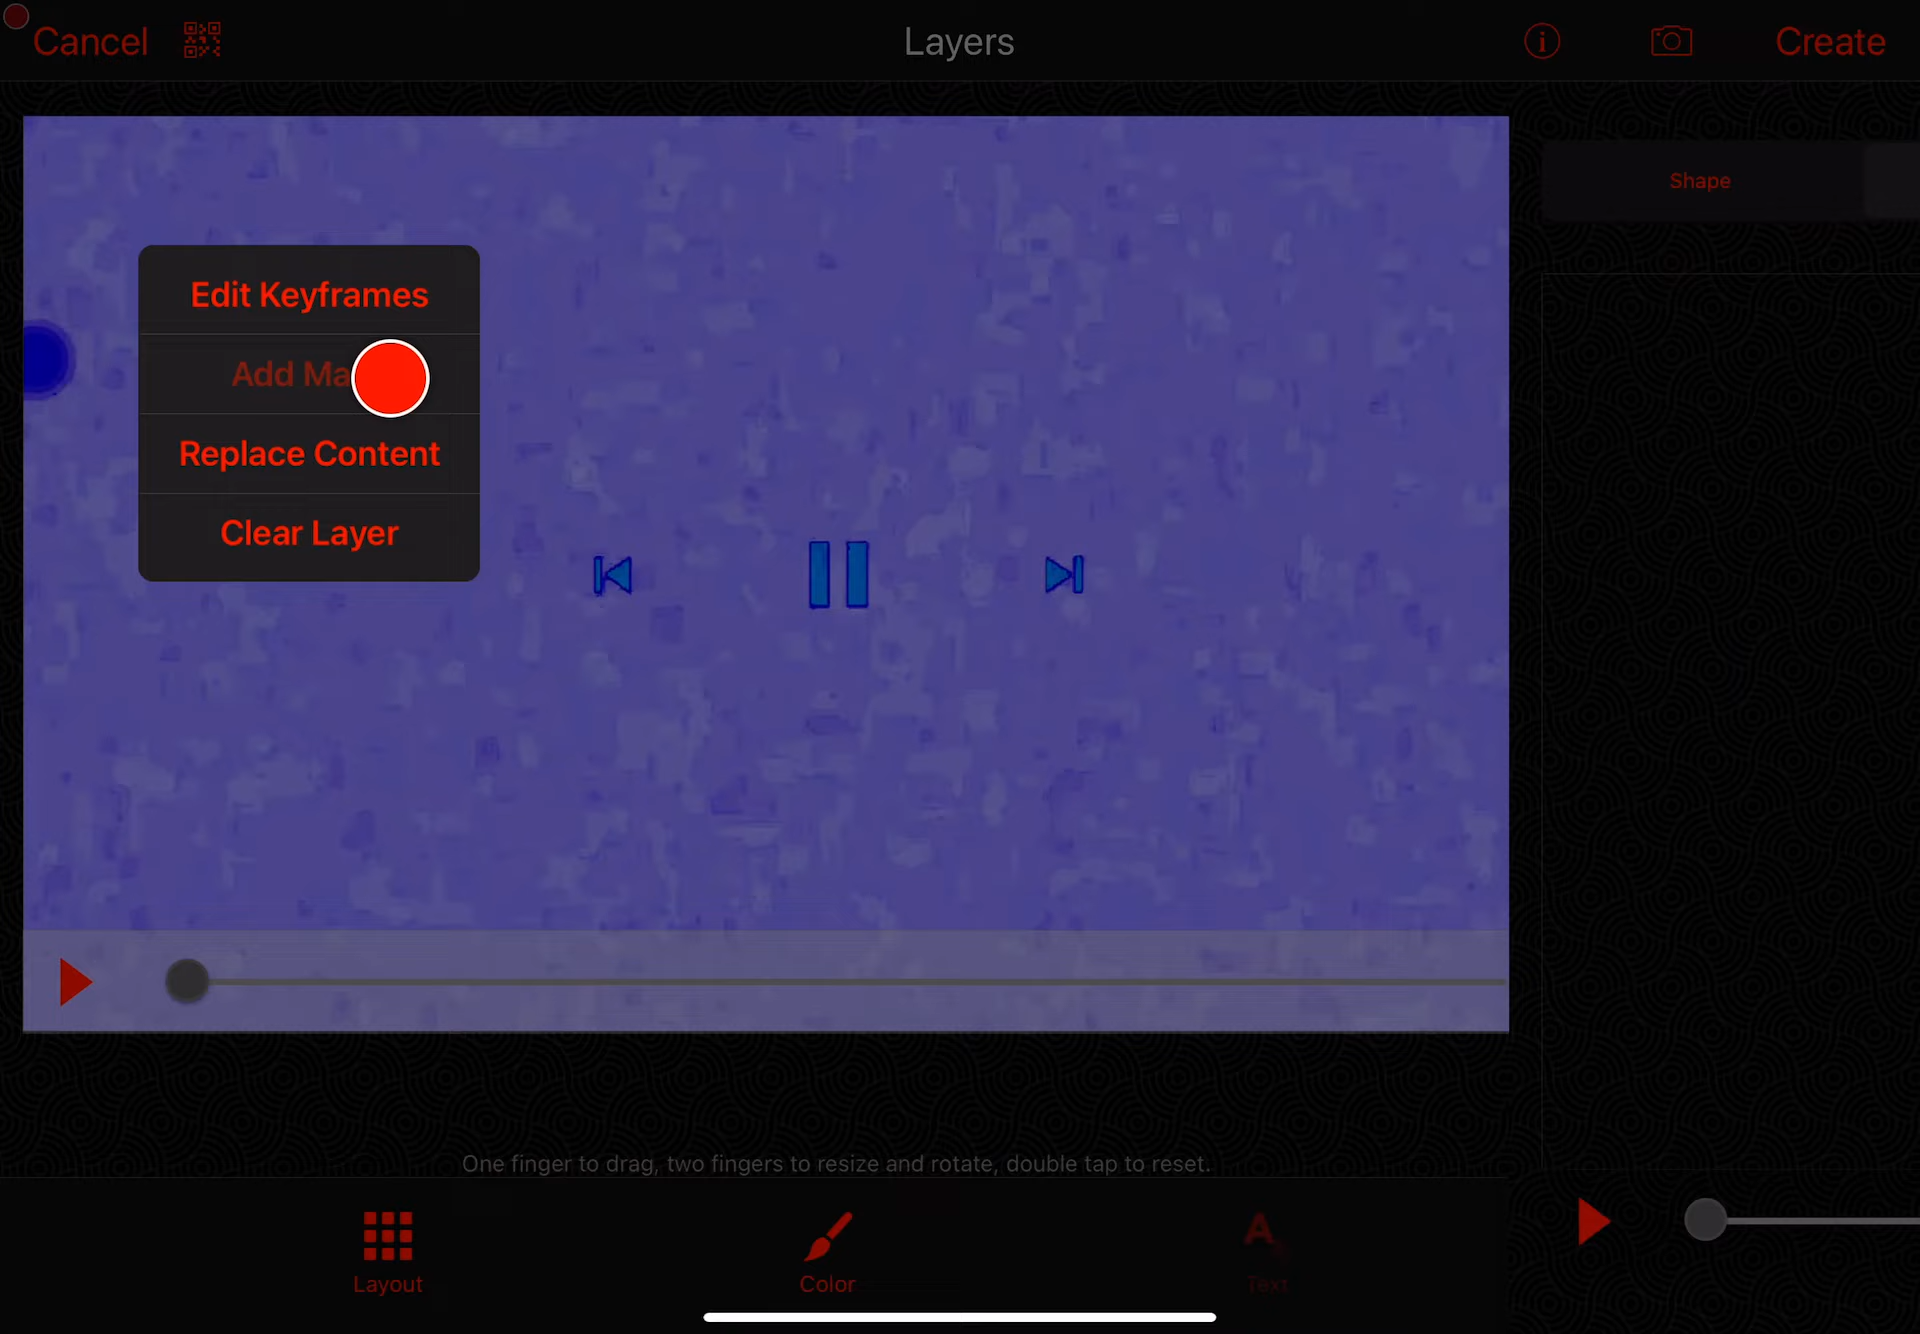 Cancel
Layers
Create
Shape
Edit Keyframes
Add
Replace Content
Clear Layer
One finger to drag, two fingers to resize and rotate, double tap to reset.
Layout
Color
Text